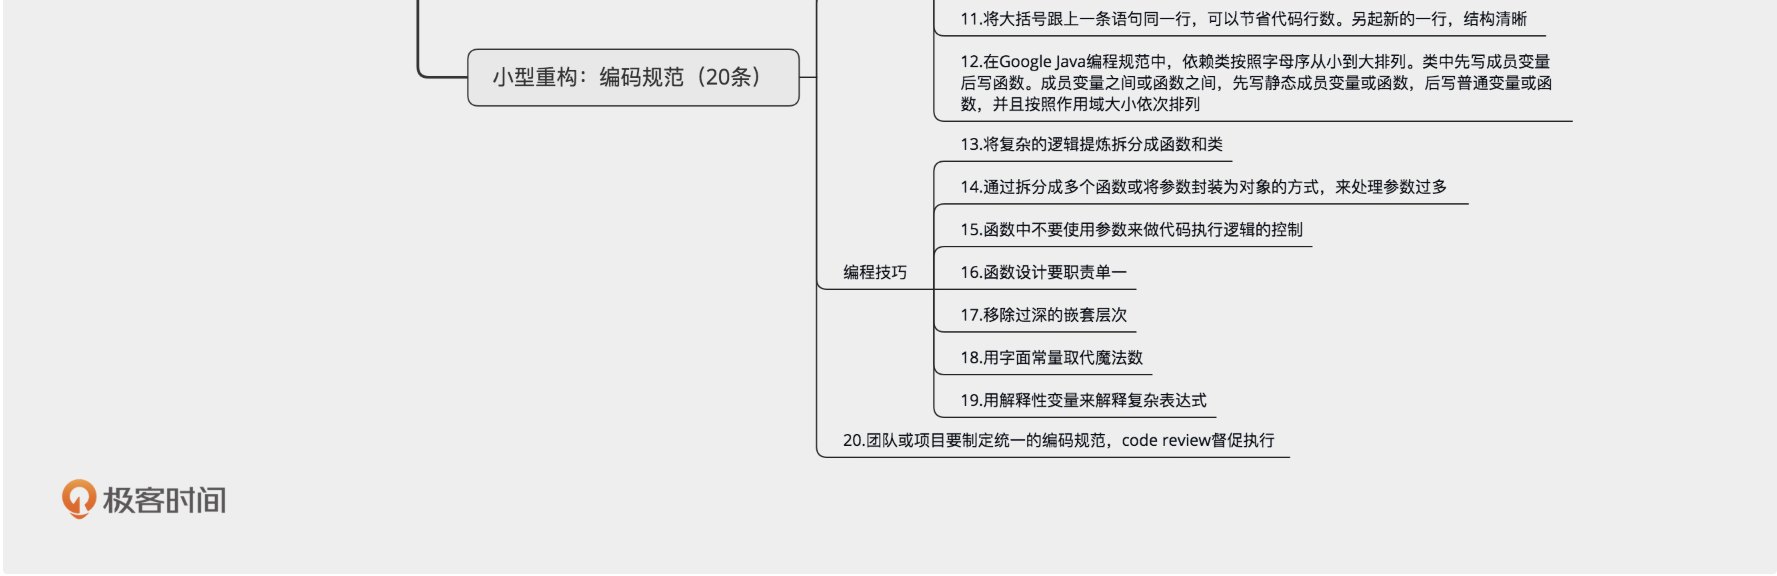 11.将大括号跟上一条语句同一行，可以节省代码行数。另起新的一行，结构清晰
小型重构：编码规范（20条）
12.在Google Java编程规范中，依赖类按照字母序从小到大排列。类中先写成员变量
后写函数。成员变量之间或函数之间，先写静态成员变量或函数，后写普通变量或函
数，并且按照作用域大小依次排列
13.将复杂的逻辑提炼拆分成函数和类
14.通过拆分成多个函数或将参数封装为对象的方式，来处理参数过多
15.函数中不要使用参数来做代码执行逻辑的控制
编程技巧
16.函数设计要职责单一
17.移除过深的嵌套层次
18.用字面常量取代魔法数
19.用解释性变量来解释复杂表达式
20.团队或项目要制定统一的编码规范，code review督促执行
极客时间